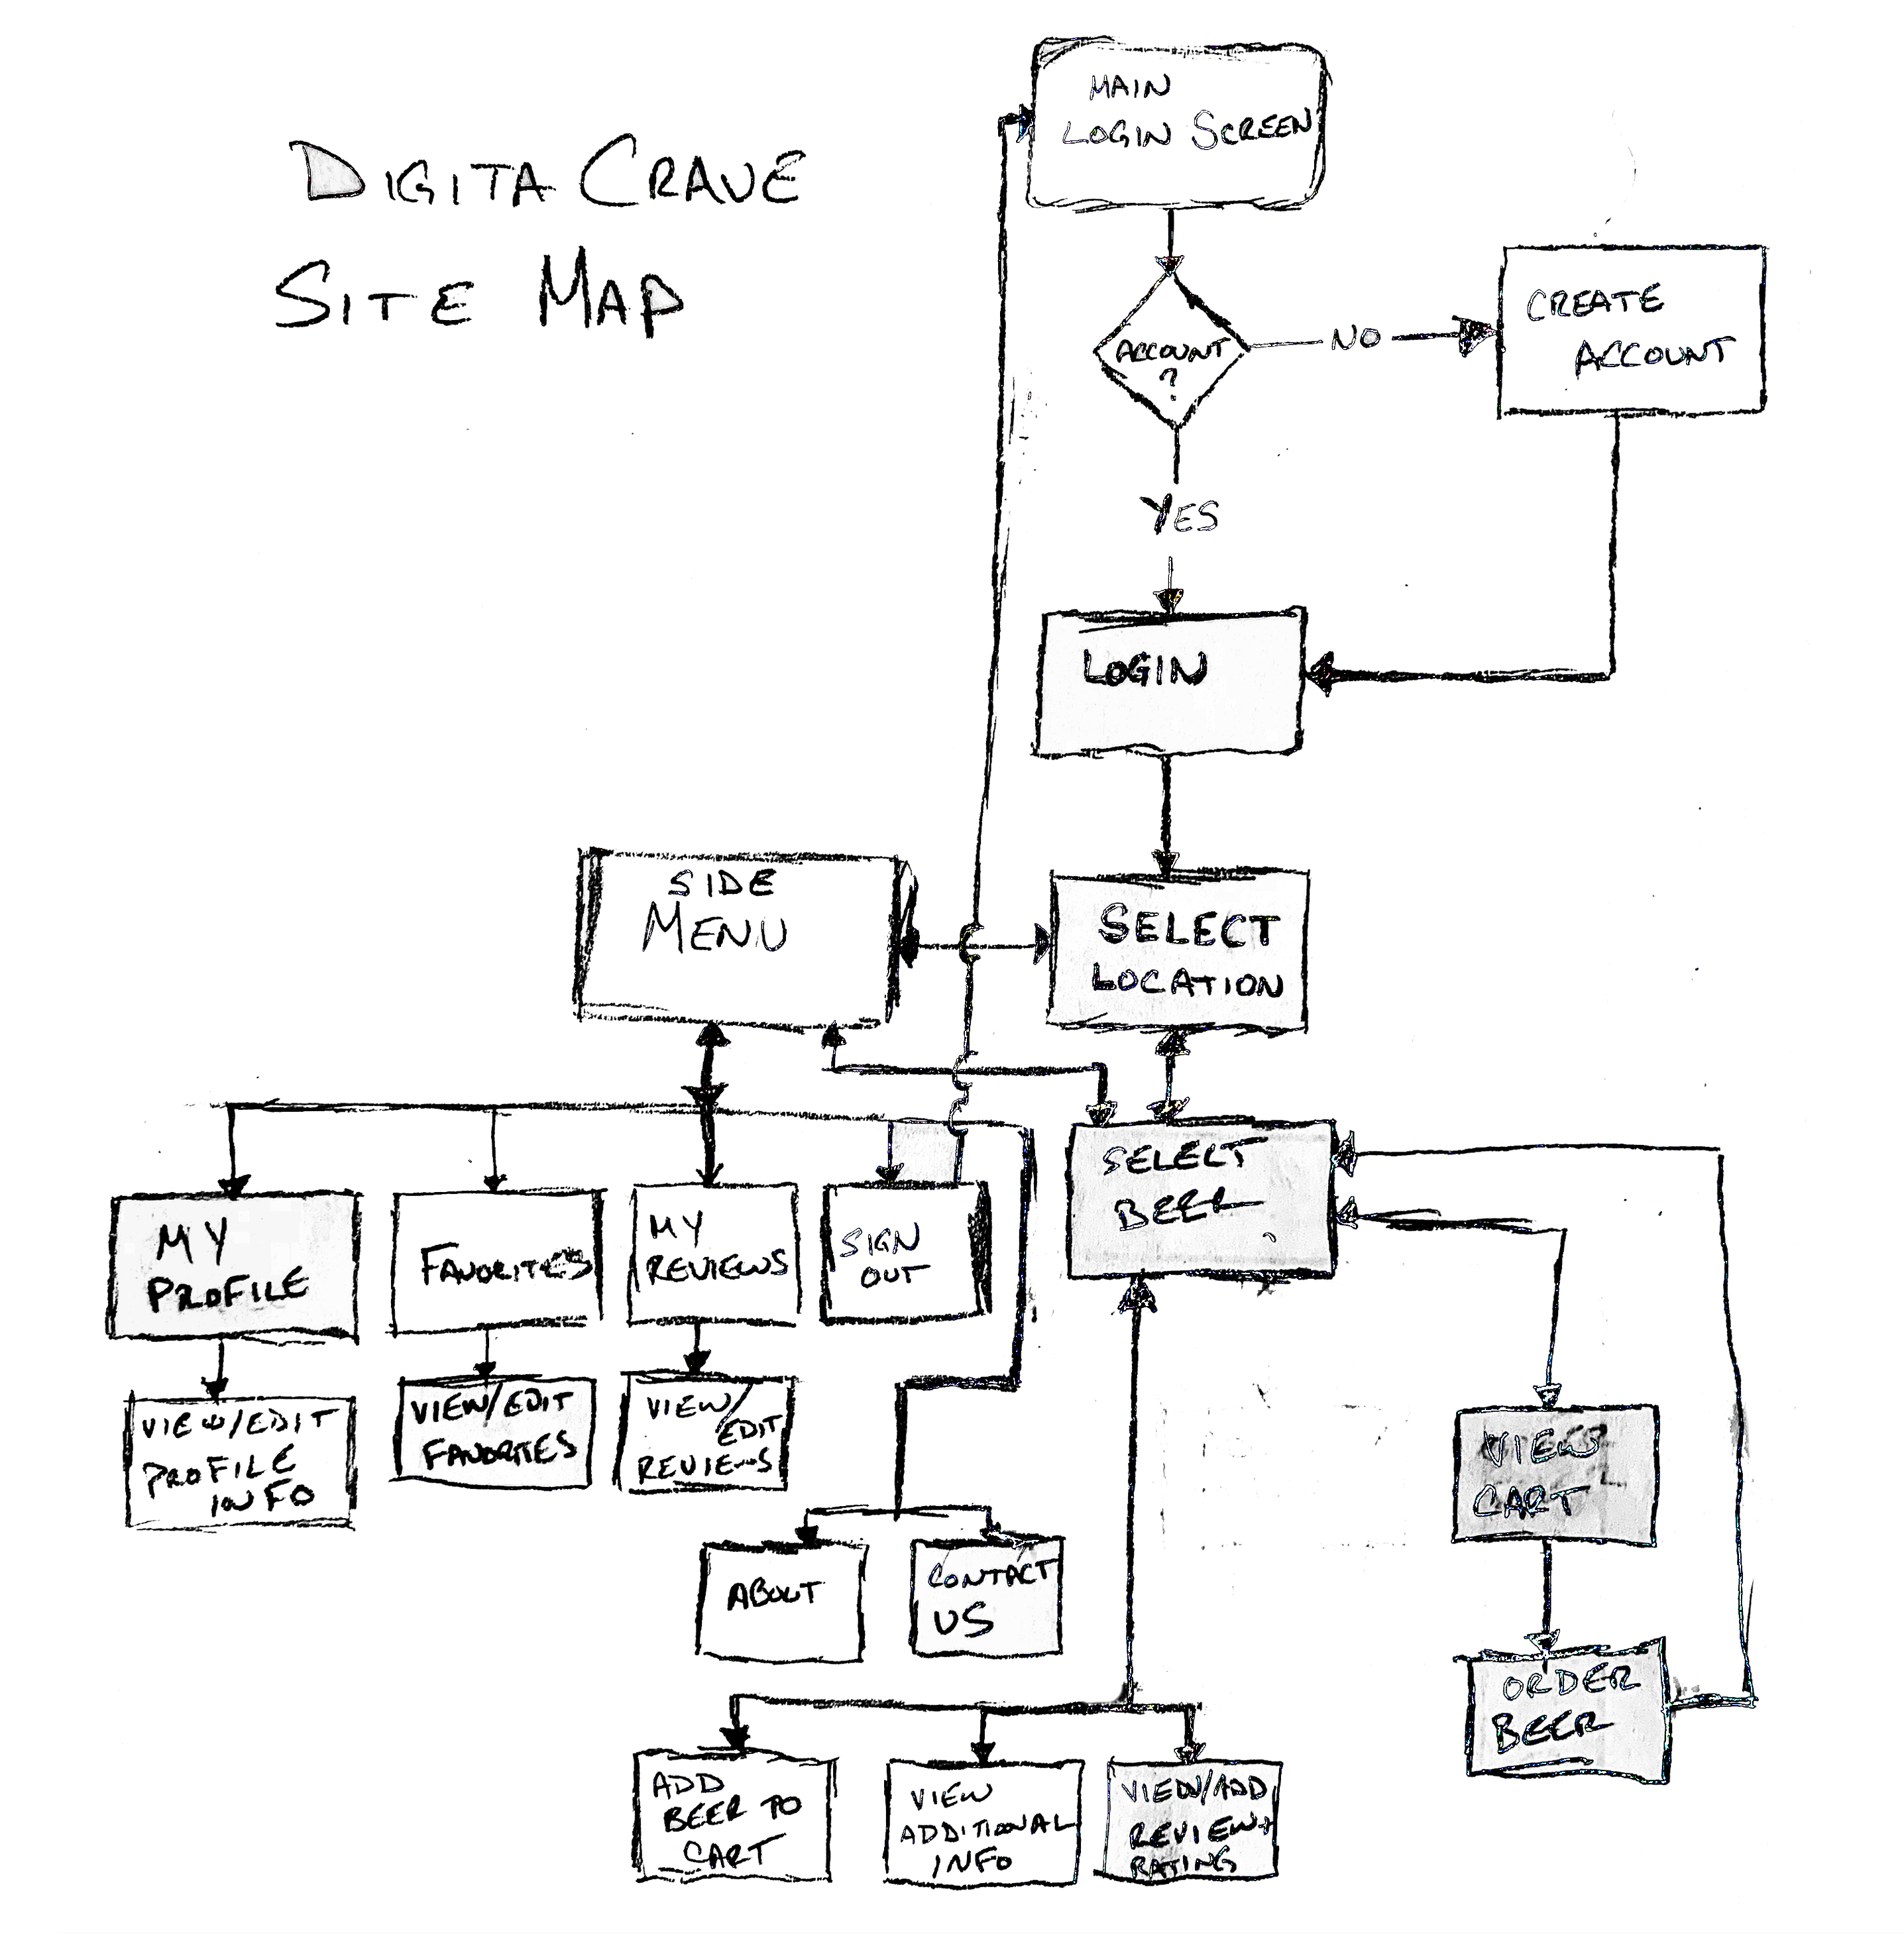 DIGITA CRAVE
SITE MAP
MAIN
LOGIN SCREEN
ACCOUNT
?
NO
CREATE
ACCOUNT
YES
LOGIN
SIDE
MENU
SELECT
LOCATION
SELECT
BEER
MY
PROFILE
FAVORITES
MY
REVIEWS
SIGN
OUT
VIEW/EDIT
PROFILE
INFO
VIEW/EDIT
FAVORITES
VIEW/
EDIT
REVIEWS
ABOUT
CONTACT
US
VIEW
CART
ORDER
BEER
ADD
BEER TO
CART
VIEW
ADDITIONAL
INFO
VIEW/ADD
REVIEW+
RATING